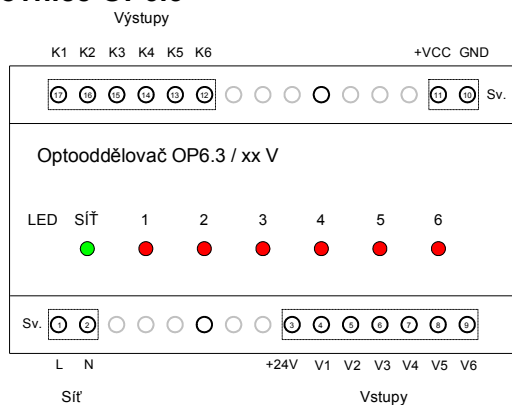 Výstupy
K1 K2 K3 K4 K5 K6 +VCC GND
17 16 15 14 13 12 11 10 Sv.
Optooddělovač OP6.3 / xx V
LED SÍŤ 1 2 3 4 5 6
Sv. 1 2 3 4 5 6 7 8 9
L N +24V V1 V2 V3 V4 V5 V6
Síť Vstupy